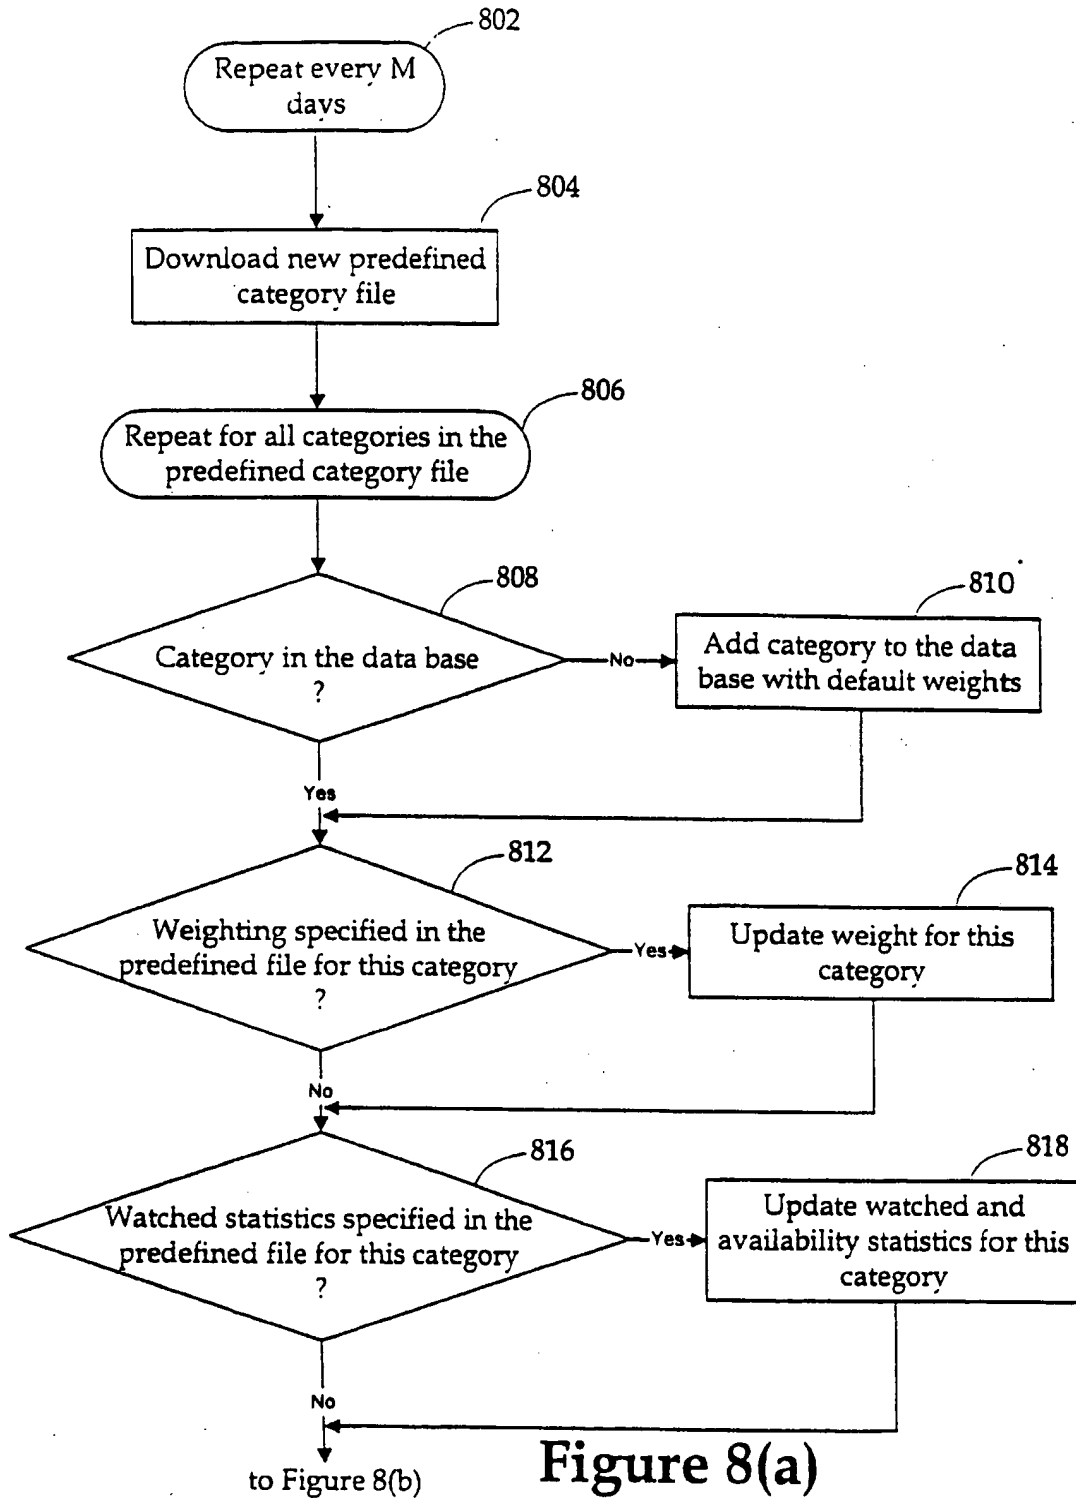 802
Repeat every M
days
804
Download new predefined
category file
806
Repeat for all categories in the
predefined category file
808
Category in the data base
?
No
810
Add category to the data
base with default weights
Yes
812
Weighting specified in the
predefined file for this category
?
Yes
814
Update weight for this
category
No
816
Watched statistics specified in the
predefined file for this category
?
Yes
818
Update watched and
availability statistics for this
category
No
to Figure 8(b)
Figure 8(a)